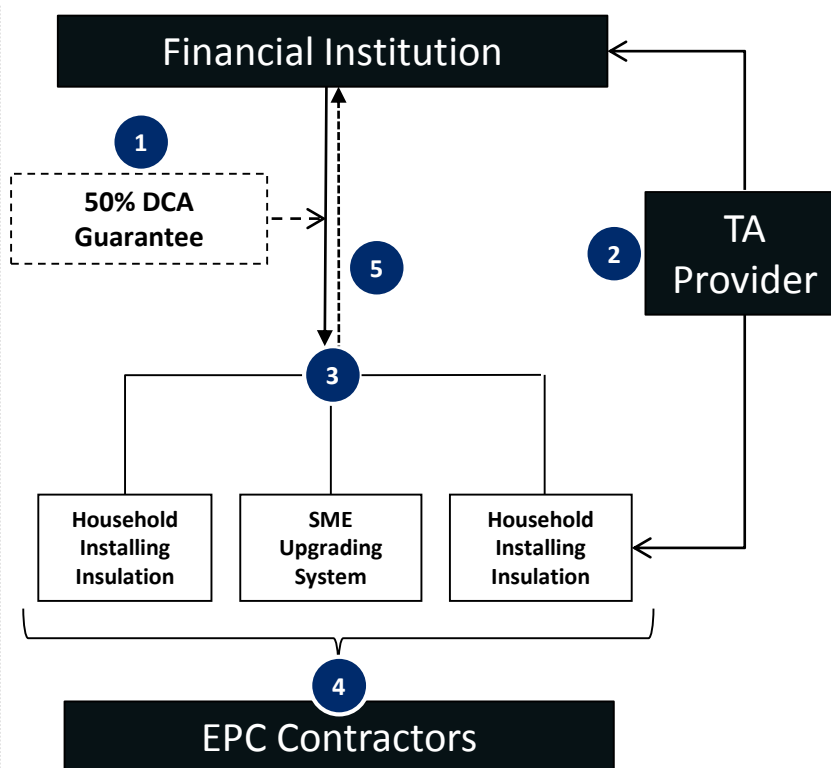 Financial Institution
1
50% DCA
Guarantee
TA
Provider
2
5
3
Household
Installing
Insulation
SME
Upgrading
System
Household
Installing
Insulation
4
EPC Contractors